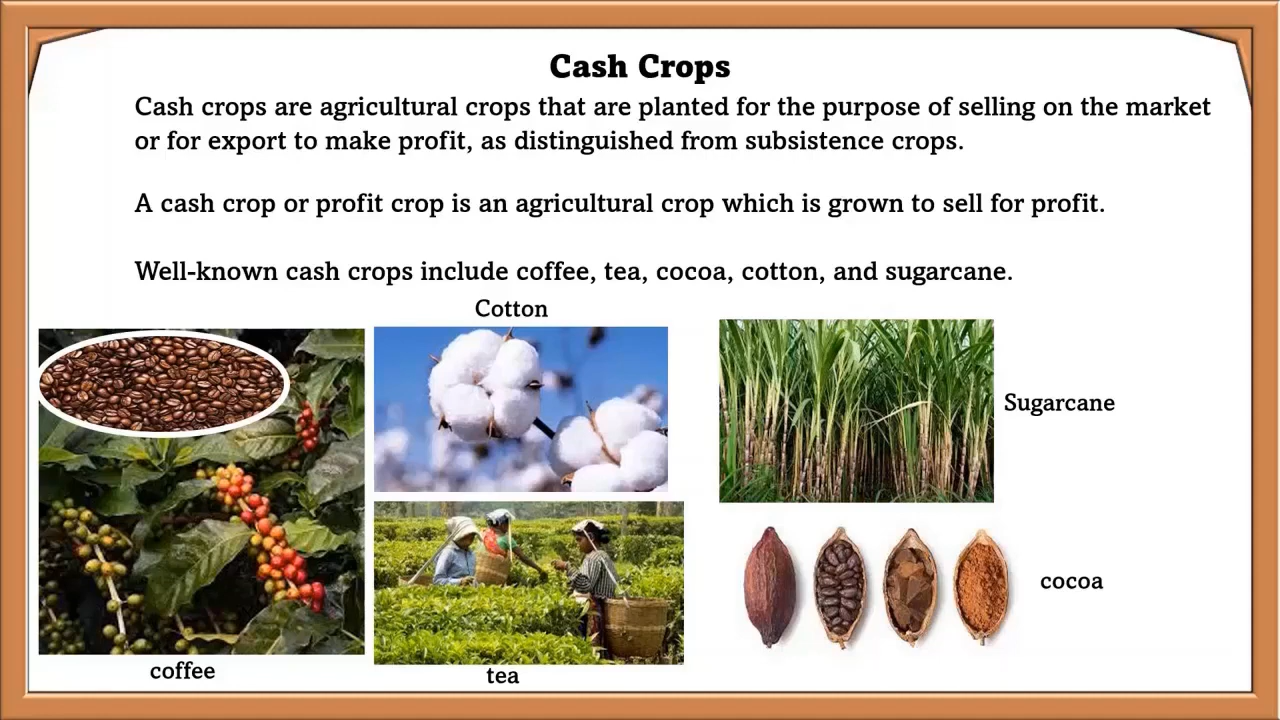 Cash Crops
Cash crops are agricultural crops that are planted for the purpose of selling on the market
or for export to make profit, as distinguished from subsistence crops.
A cash crop or profit crop is an agricultural crop which is grown to sell for profit.
Well-known cash crops include coffee, tea, cocoa, cotton, and sugarcane.
Cotton
Sugarcane
cocoa
coffee
tea